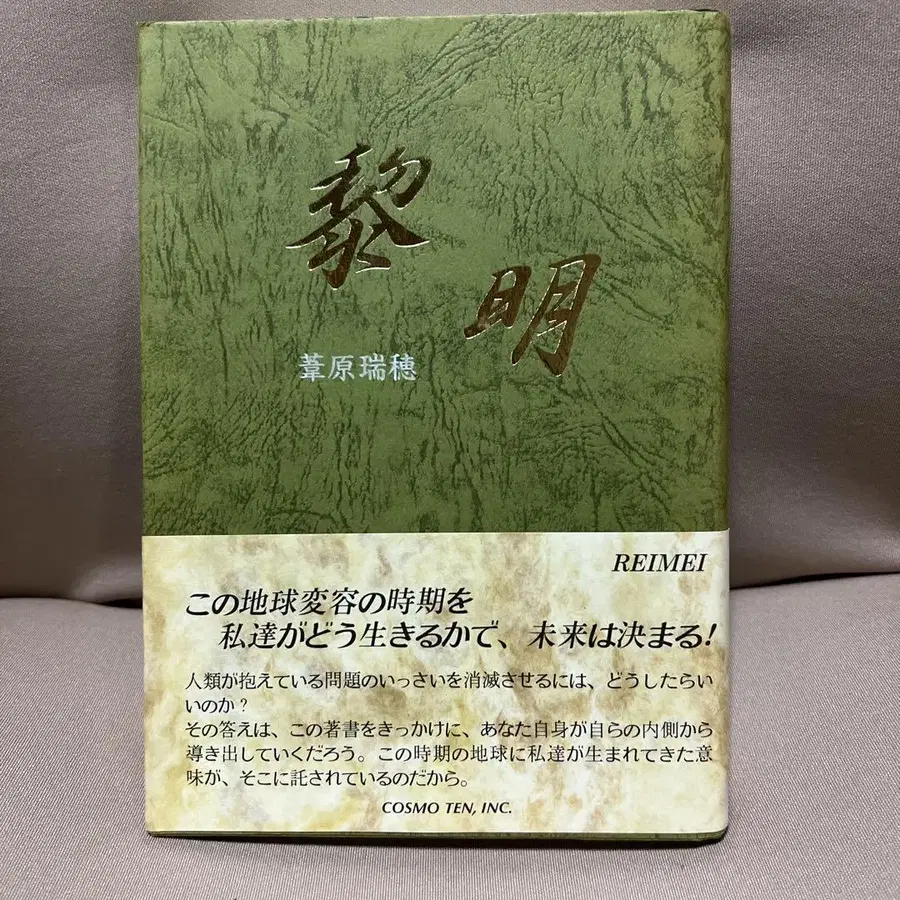 黎
明
葦原瑞穂
REIMEI
この地球変容の時期を
私達がどう生きるかで、未来は決まる!
人類が抱えている問題のいっさいを消滅させるには、どうしたらい
いのか?
その答えは、この著書をきっかけに、あなた自身が自らの内側から
導き出していくだろう。この時期の地球に私達が生まれてきた意
味が、そこに託されているのだから。
COSMO TEN, INC.